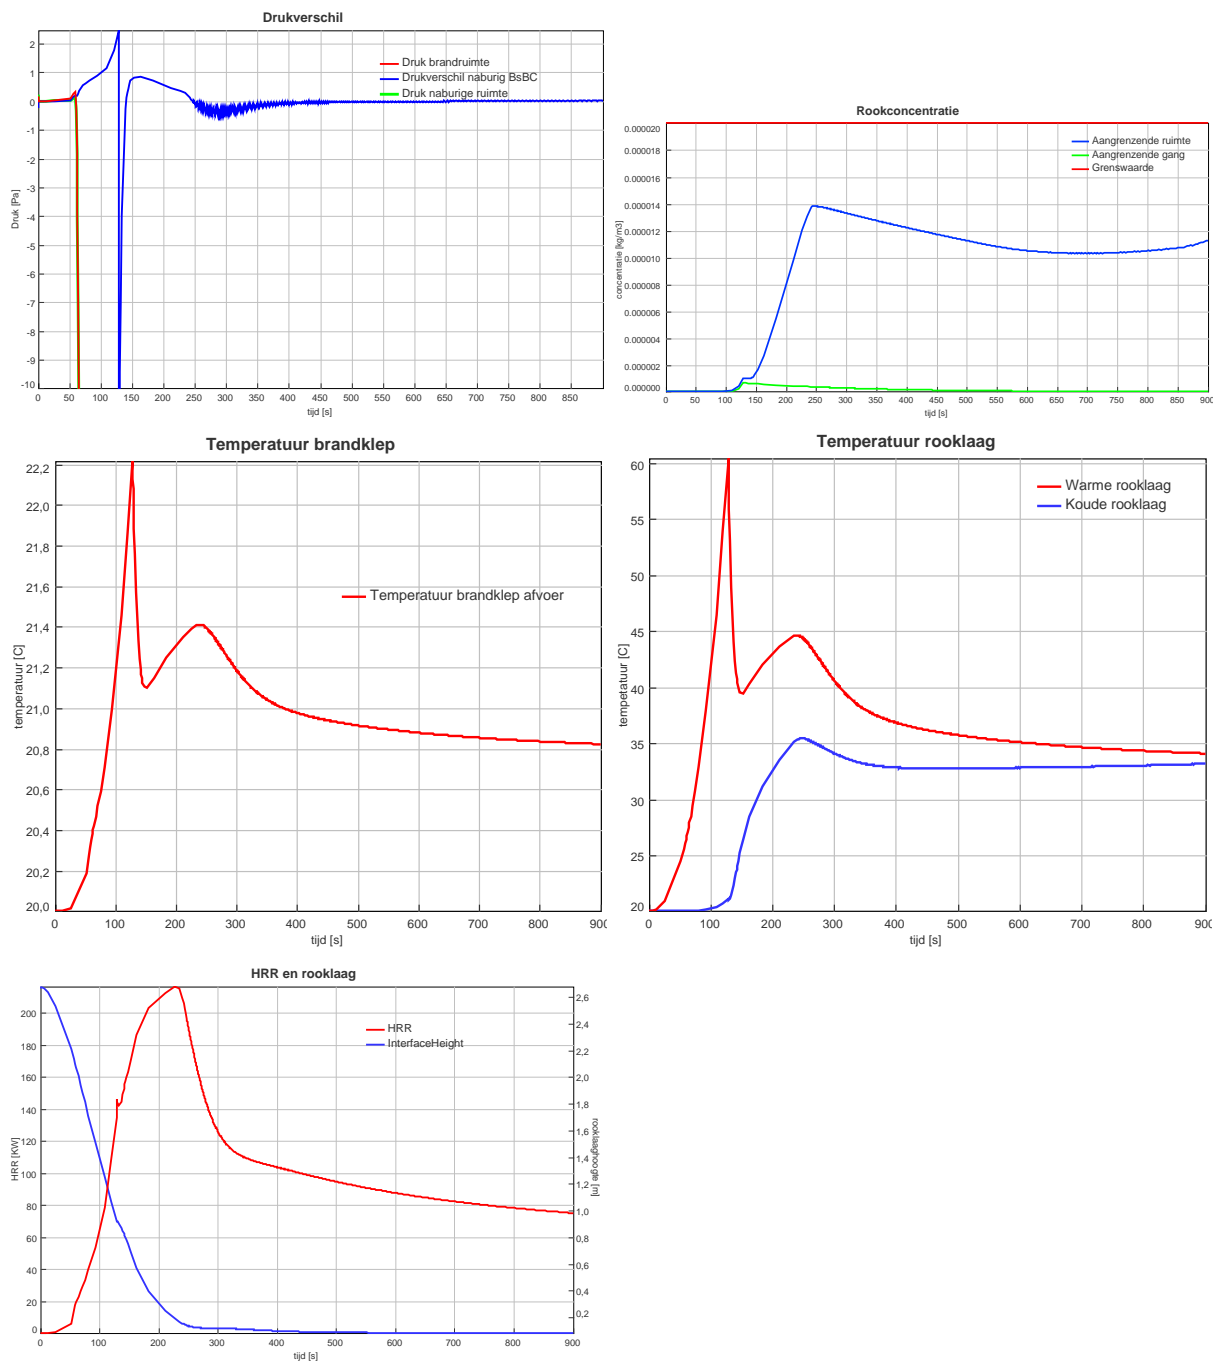 Drukverschil
2
1
0
-1
-2
-3
-4
-5
-6
-7
-8
-9
-10
Druk [Pa]
Druk brandruimte
Drukverschil naburig BsBC
Druk naburige ruimte
0 50 100 150 200 250 300 350 400 450 500 550 600 650 700 750 800 850
tijd [s]
Rookconcentratie
0.000020
0.000018
0.000016
0.000014
0.000012
0.000010
0.000008
0.000006
0.000004
0.000002
0.000000
concentratie [kg/m3]
Aangrenzende ruimte
Aangrenzende gang
Grenswaarde
0 50 100 150 200 250 300 350 400 450 500 550 600 650 700 750 800 850 900
tijd [s]
Temperatuur brandklep
22,2
22,0
21,8
21,6
21,4
21,2
21,0
20,8
20,6
20,4
20,2
20,0
temperatuur [C]
Temperatuur brandklep afvoer
0 100 200 300 400 500 600 700 800 900
tijd [s]
Temperatuur rooklaag
60
55
50
45
40
35
30
25
20
tempetatuur [C]
Warme rooklaag
Koude rooklaag
0 100 200 300 400 500 600 700 800 900
tijd [s]
HRR en rooklaag
200
180
160
140
120
100
80
60
40
20
0
HRR [KW]
HRR
InterfaceHeight
2,6
2,4
2,2
2,0
1,8
1,6
1,4
1,2
1,0
0,8
0,6
0,4
0,2
rooklaaghoogte [m]
0 100 200 300 400 500 600 700 800 900
tijd [s]